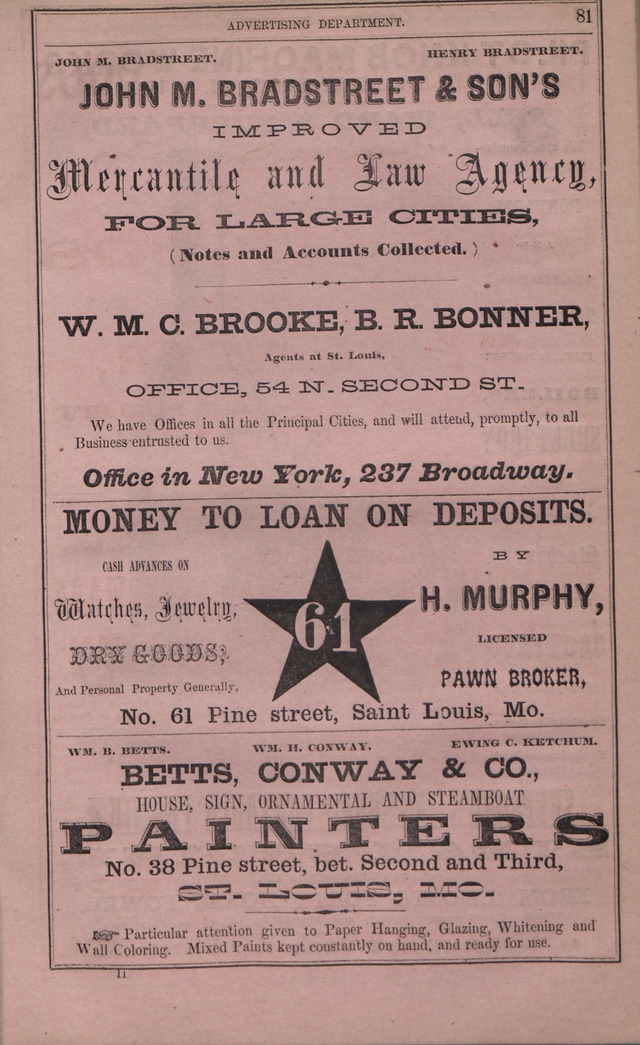 ADVERTISING DEPARTMENT. 81
JOHN M. BRADSTREET. HENRY BRADSTREET.
JOHN M. BRADSTREET & SON'S
IMPROVED
Mercantile and Law Agency,
FOR LARGE CITIES,
(Notes and Accounts Collected.)
W. M. C. BROOKE, B. R. BONNER,
Agents at St. Louis,
OFFICE, 54 N. SECOND ST.
We have Offices in all the Principal Cities, and will attend, promptly, to all
Business entrusted to us.
Office in New York, 237 Broadway.
MONEY TO LOAN ON DEPOSITS.
CASH ADVANCES ON
Watches, Jewelry,
DRY GOODS,
And Personal Property Generally,
61
BY
H. MURPHY,
LICENSED
PAWN BROKER,
No. 61 Pine street, Saint Louis, Mo.
WM. B. BETTS. WM. H. CONWAY. EWING C. KETCHUM.
BETTS, CONWAY & CO.,
HOUSE, SIGN, ORNAMENTAL AND STEAMBOAT
PAINTERS
No. 38 Pine street, bet. Second and Third,
ST. LOUIS, MO.
☞ Particular attention given to Paper Hanging, Glazing, Whitening and
Wall Coloring. Mixed Paints kept constantly on hand, and ready for use.
11